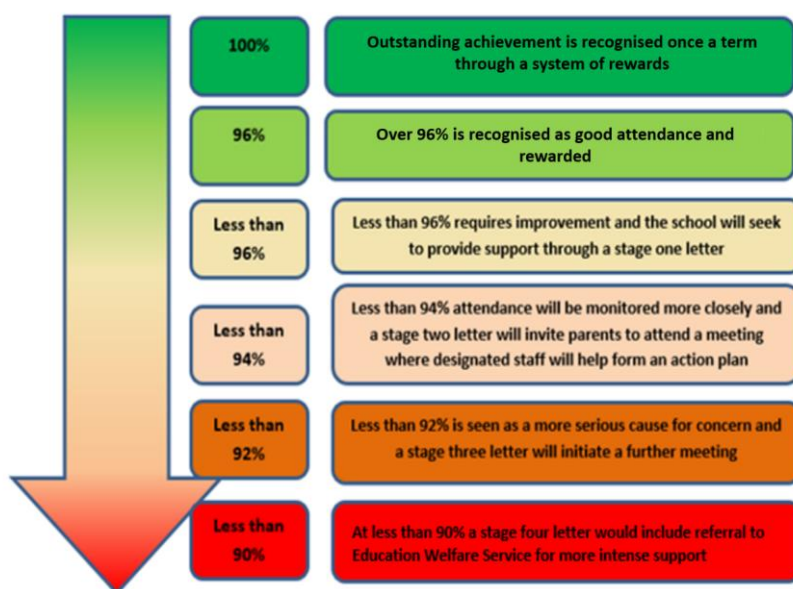 100%
Outstanding achievement is recognised once a term
through a system of rewards
96%
Over 96% is recognised as good attendance and
rewarded
Less than
96%
Less than 96% requires improvement and the school will seek
to provide support through a stage one letter
Less than
94%
Less than 94% attendance will be monitored more closely and
a stage two letter will invite parents to attend a meeting
where designated staff will help form an action plan
Less than
92%
Less than 92% is seen as a more serious cause for concern and
a stage three letter will initiate a further meeting
Less than
90%
At less than 90% a stage four letter would include referral to
Education Welfare Service for more intense support